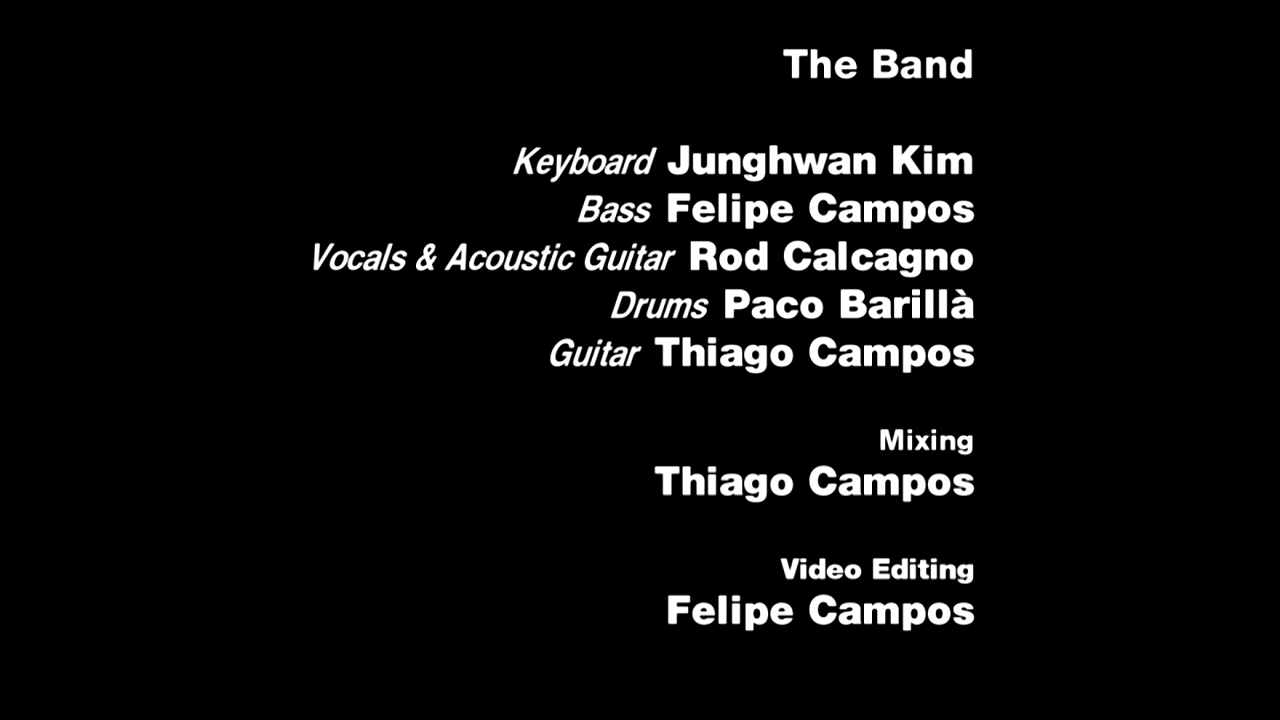 The Band
Keyboard Junghwan Kim
Bass Felipe Campos
Vocals & Acoustic Guitar Rod Calcagno
Drums Paco Barillà
Guitar Thiago Campos
Mixing
Thiago Campos
Video Editing
Felipe Campos